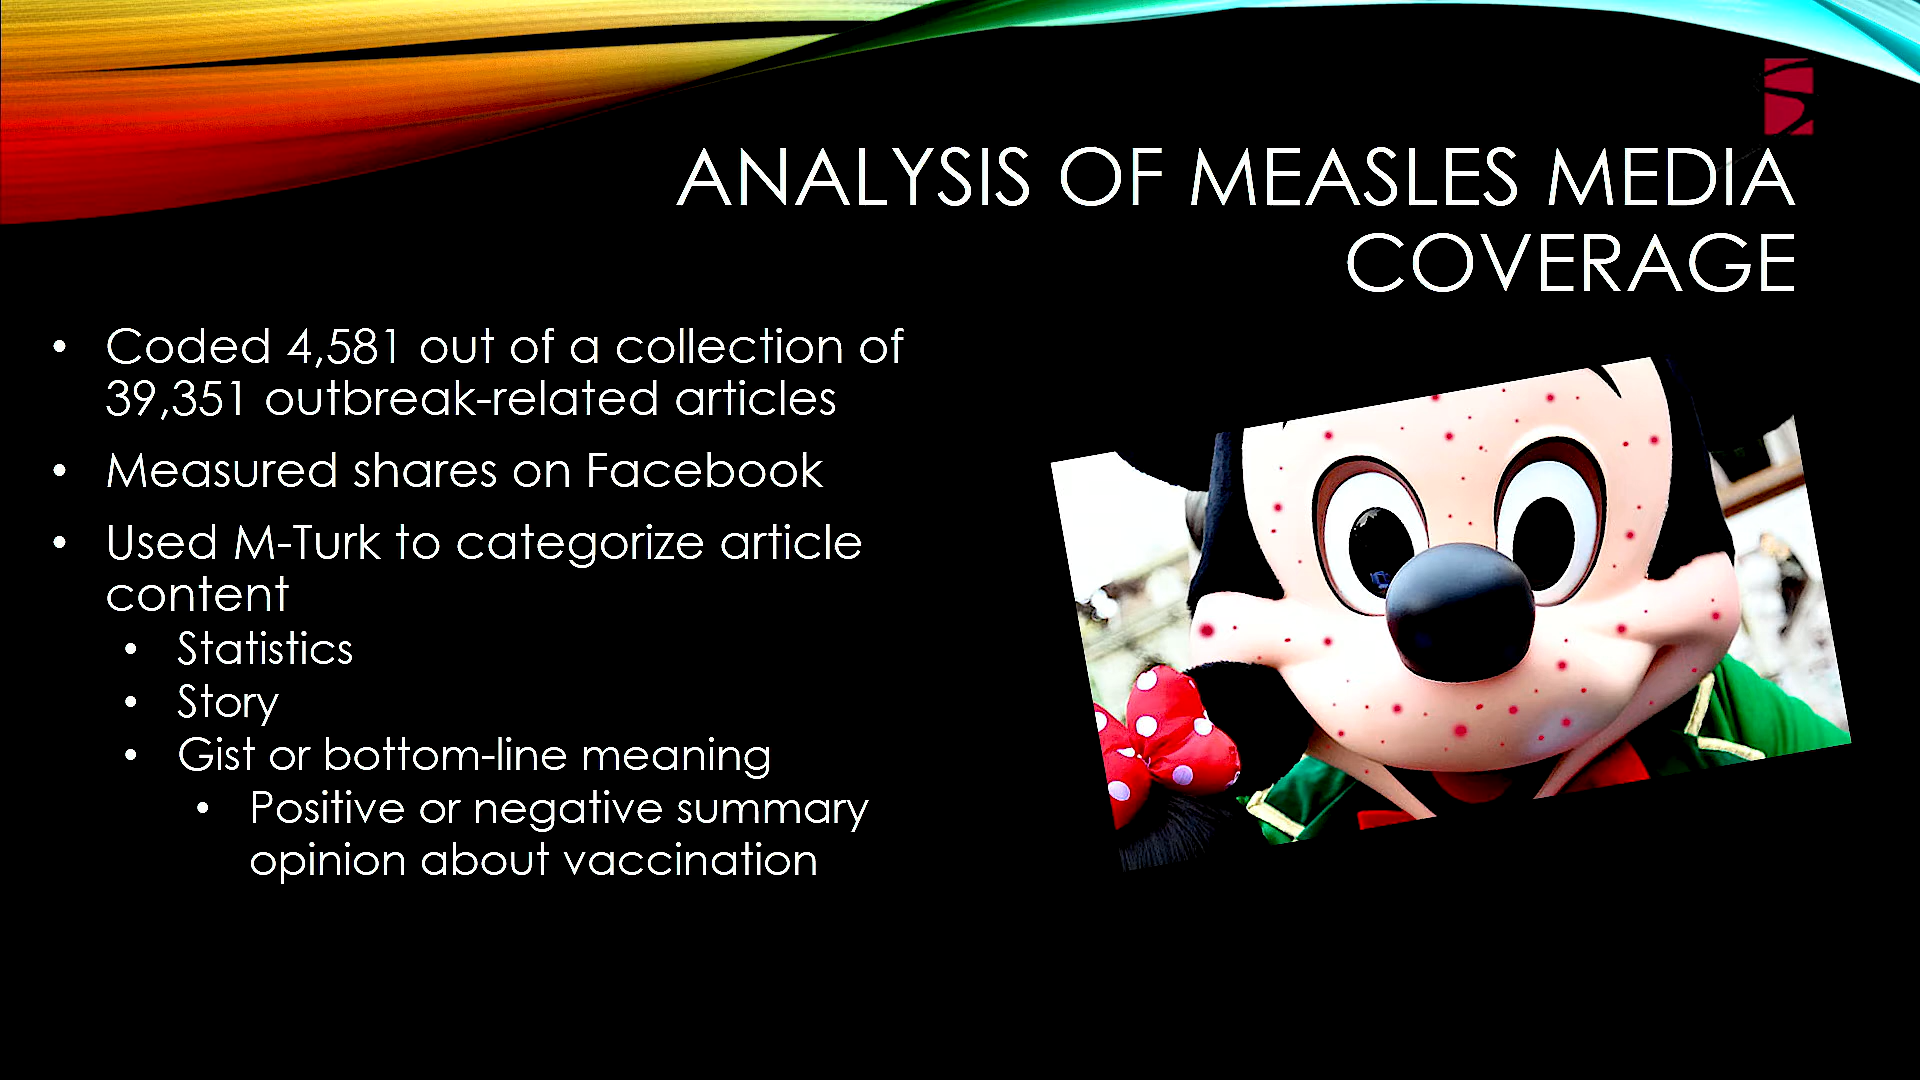 ANALYSIS OF MEASLES MEDIA
COVERAGE
• Coded 4,581 out of a collection of
39,351 outbreak-related articles
• Measured shares on Facebook
• Used M-Turk to categorize article
content
• Statistics
• Story
• Gist or bottom-line meaning
• Positive or negative summary
opinion about vaccination